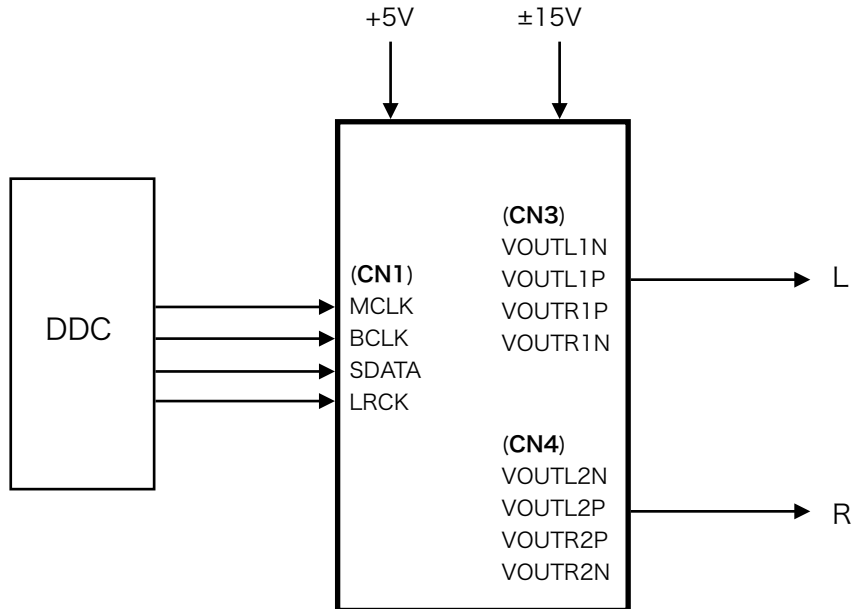 +5V
±15V
DDC
(CN1)
MCLK
BCLK
SDATA
LRCK
(CN3)
VOUTL1N
VOUTL1P
VOUTR1P
VOUTR1N
L
(CN4)
VOUTL2N
VOUTL2P
VOUTR2P
VOUTR2N
R